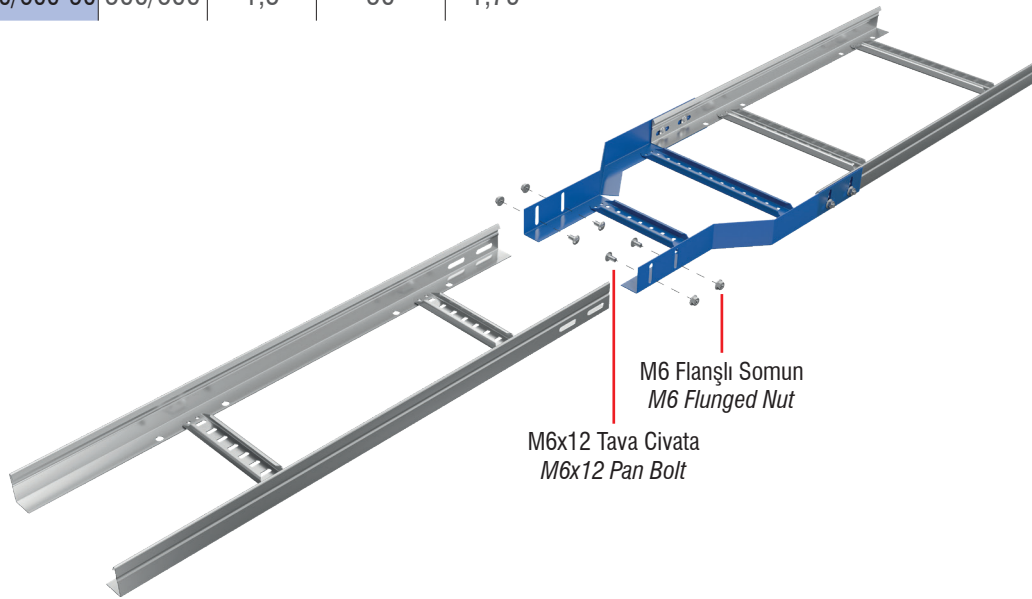 M6 Flanşlı Somun
M6 Flunged Nut
M6x12 Tava Civata
M6x12 Pan Bolt